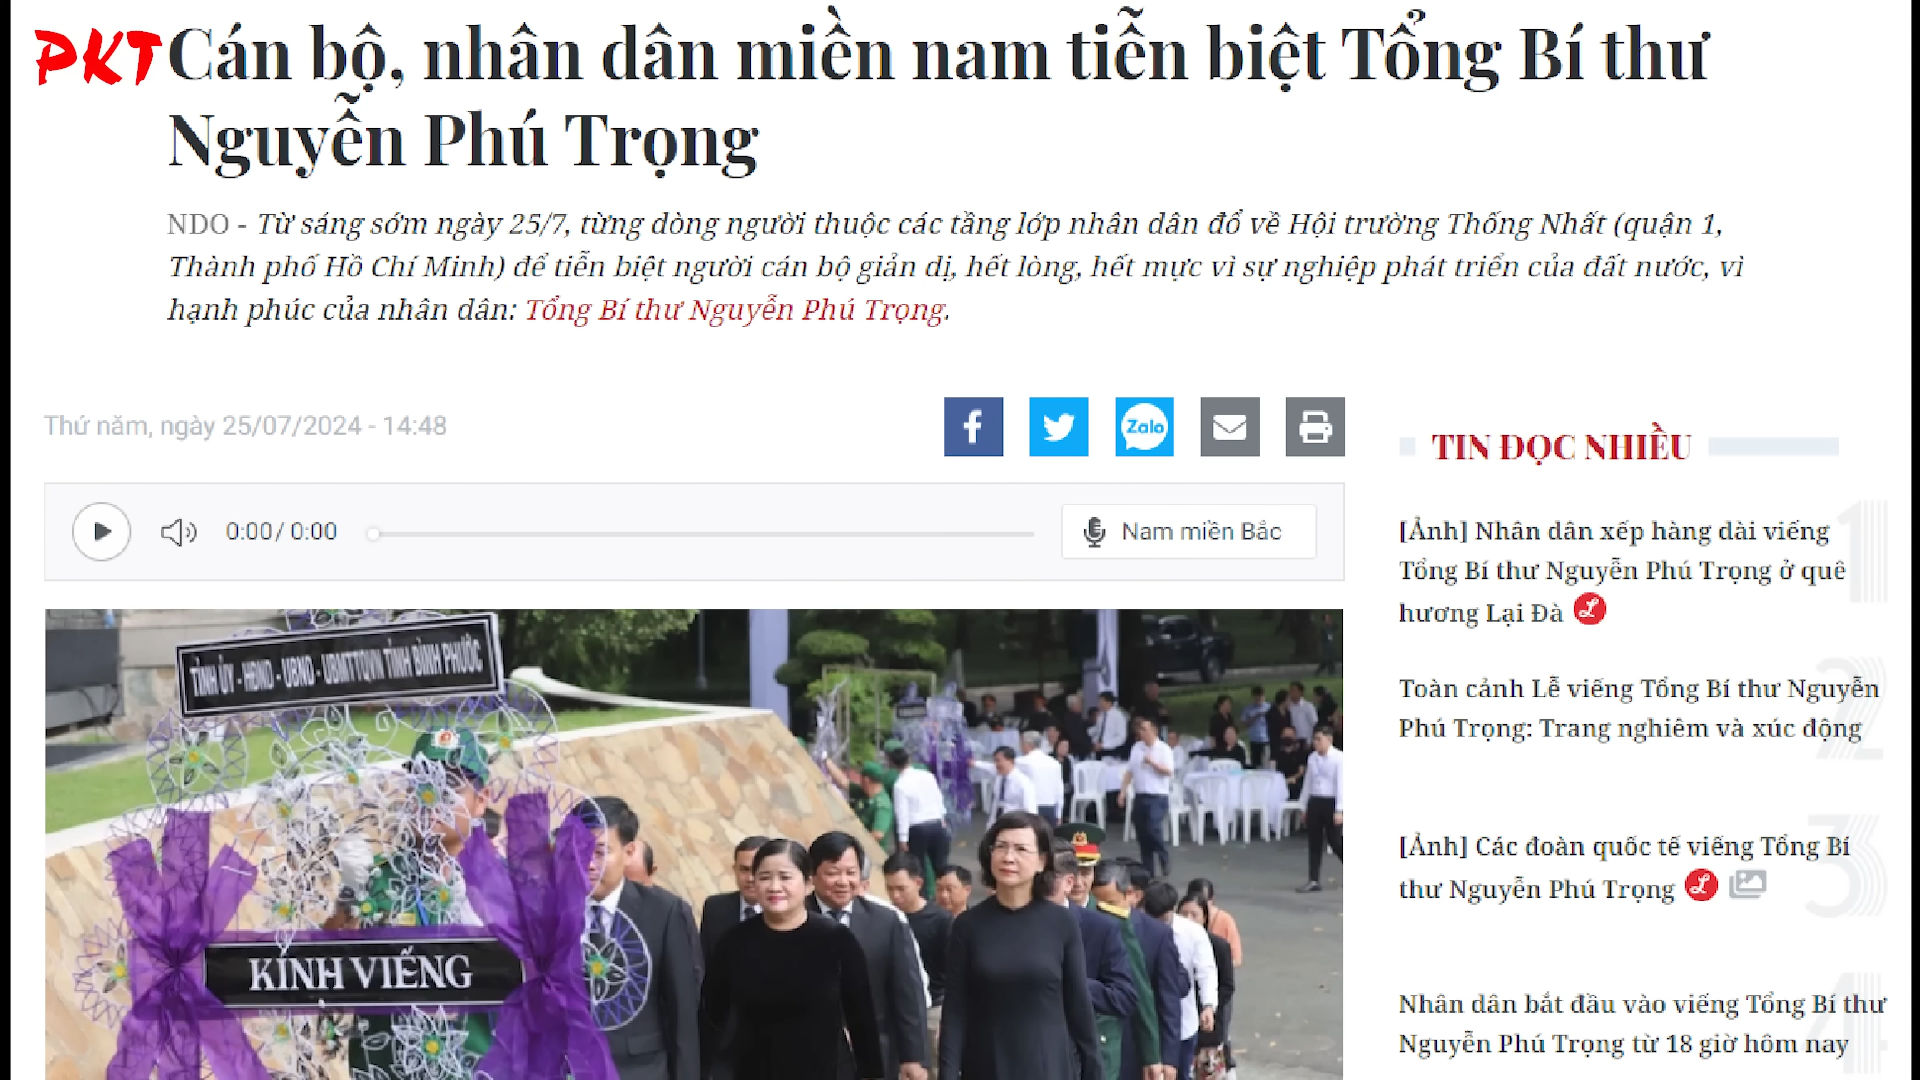 PKT
Cán bộ, nhân dân miền nam tiễn biệt Tổng Bí thư
Nguyễn Phú Trọng
NDO - Từ sáng sớm ngày 25/7, từng dòng người thuộc các tầng lớp nhân dân đổ về Hội trường Thống Nhất (quận 1,
Thành phố Hồ Chí Minh) để tiễn biệt người cán bộ giản dị, hết lòng, hết mực vì sự nghiệp phát triển của đất nước, vì
hạnh phúc của nhân dân: Tổng Bí thư Nguyễn Phú Trọng.
Thứ năm, ngày 25/07/2024 - 14:48
Zalo
0:00/ 0:00
Nam miền Bắc
TỈNH ỦY - HĐND - UBND - UBMTTQVN TỈNH BÌNH PHƯỚC
KÍNH VIẾNG
TIN ĐỌC NHIỀU
1
[Ảnh] Nhân dân xếp hàng dài viếng
Tổng Bí thư Nguyễn Phú Trọng ở quê
hương Lại Đà
2
Toàn cảnh Lễ viếng Tổng Bí thư Nguyễn
Phú Trọng: Trang nghiêm và xúc động
3
[Ảnh] Các đoàn quốc tế viếng Tổng Bí
thư Nguyễn Phú Trọng
4
Nhân dân bắt đầu vào viếng Tổng Bí thư
Nguyễn Phú Trọng từ 18 giờ hôm nay